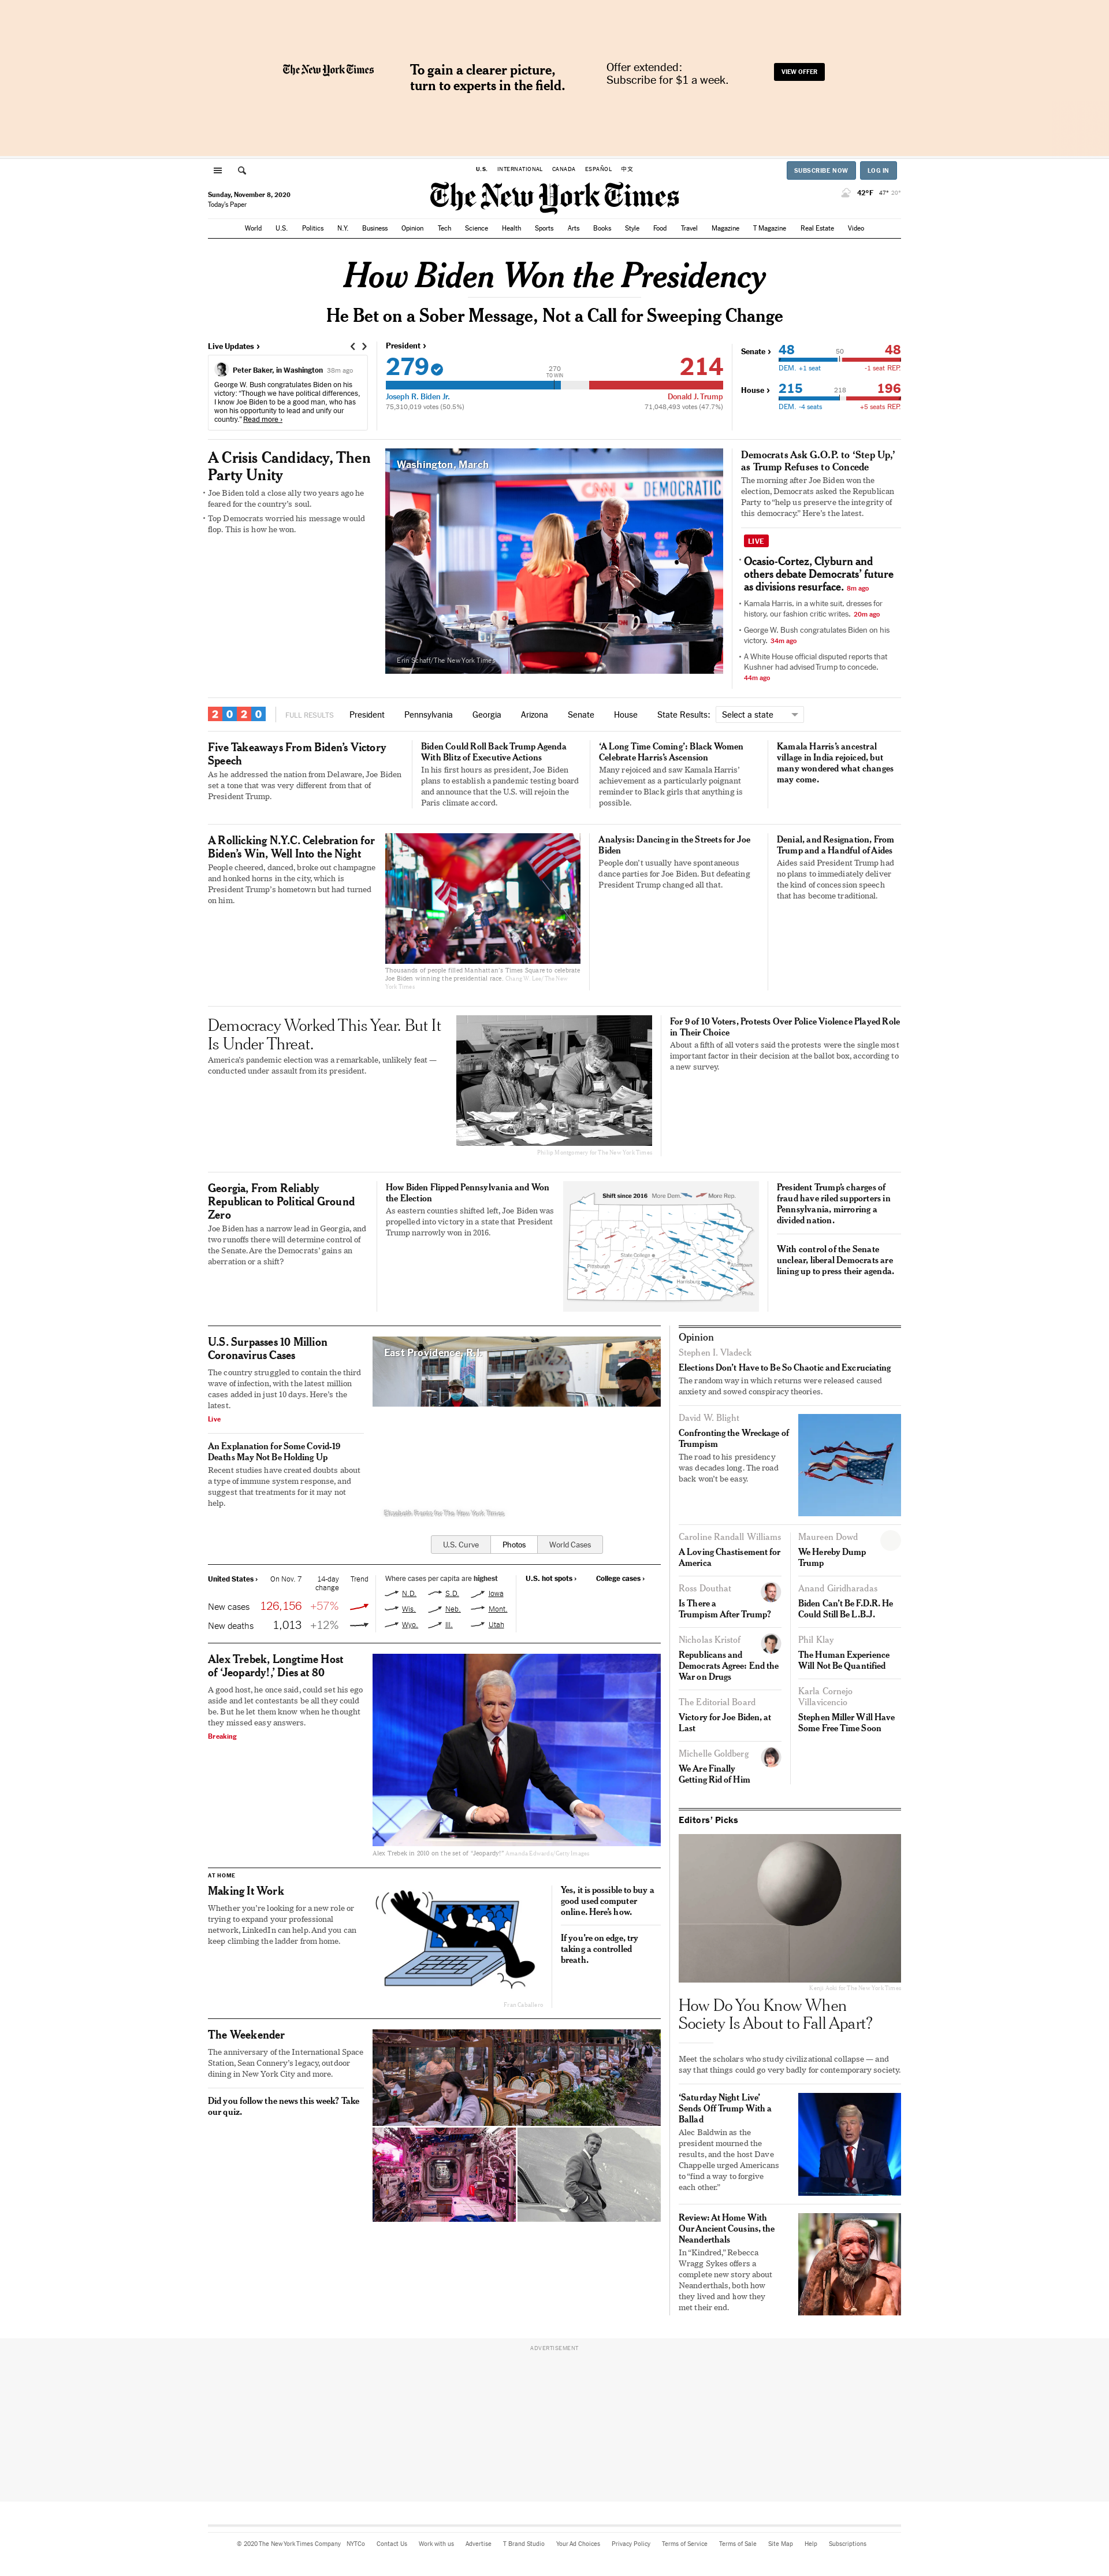 The New York Times
To gain a clearer picture,
turn to experts in the field.
Offer extended:
Subscribe for $1 a week.
VIEW OFFER
U.S. INTERNATIONAL CANADA ESPAÑOL 中文
SUBSCRIBE NOW
LOG IN
Sunday, November 8, 2020
Today's Paper
The New York Times
42°F 47° 20°
World U.S. Politics N.Y. Business Opinion Tech Science Health Sports Arts Books Style Food Travel Magazine T Magazine Real Estate Video
How Biden Won the Presidency
He Bet on a Sober Message, Not a Call for Sweeping Change
Live Updates ›
Peter Baker, in Washington 38m ago
George W. Bush congratulates Biden on his
victory: “Though we have political differences,
I know Joe Biden to be a good man, who has
won his opportunity to lead and unify our
country.” Read more ›
President ›
279
214
270
TO WIN
Joseph R. Biden Jr.
Donald J. Trump
75,310,019 votes (50.5%)
71,048,493 votes (47.7%)
Senate ›
48
50
48
DEM. +1 seat
-1 seat REP.
House ›
215
218
196
DEM. -4 seats
+5 seats REP.
A Crisis Candidacy, Then
Party Unity
• Joe Biden told a close ally two years ago he
feared for the country's soul.
• Top Democrats worried his message would
flop. This is how he won.
Washington, March
CNN DEMOCRATIC
Erin Schaff/The New York Times
Democrats Ask G.O.P. to ‘Step Up,’
as Trump Refuses to Concede
The morning after Joe Biden won the
election, Democrats asked the Republican
Party to “help us preserve the integrity of
this democracy.” Here's the latest.
LIVE
• Ocasio-Cortez, Clyburn and
others debate Democrats’ future
as divisions resurface. 8m ago
• Kamala Harris, in a white suit, dresses for
history, our fashion critic writes. 20m ago
• George W. Bush congratulates Biden on his
victory. 34m ago
• A White House official disputed reports that
Kushner had advised Trump to concede.
44m ago
2020
FULL RESULTS President Pennsylvania Georgia Arizona Senate House State Results: Select a state
Five Takeaways From Biden’s Victory
Speech
As he addressed the nation from Delaware, Joe Biden
set a tone that was very different from that of
President Trump.
Biden Could Roll Back Trump Agenda
With Blitz of Executive Actions
In his first hours as president, Joe Biden
plans to establish a pandemic testing board
and announce that the U.S. will rejoin the
Paris climate accord.
‘A Long Time Coming’: Black Women
Celebrate Harris’s Ascension
Many rejoiced and saw Kamala Harris’
achievement as a particularly poignant
reminder to Black girls that anything is
possible.
Kamala Harris’s ancestral
village in India rejoiced, but
many wondered what changes
may come.
A Rollicking N.Y.C. Celebration for
Biden’s Win, Well Into the Night
People cheered, danced, broke out champagne
and honked horns in the city, which is
President Trump’s hometown but had turned
on him.
Thousands of people filled Manhattan's Times Square to celebrate
Joe Biden winning the presidential race. Chang W. Lee/The New
York Times
Analysis: Dancing in the Streets for Joe
Biden
People don’t usually have spontaneous
dance parties for Joe Biden. But defeating
President Trump changed all that.
Denial, and Resignation, From
Trump and a Handful of Aides
Aides said President Trump had
no plans to immediately deliver
the kind of concession speech
that has become traditional.
Democracy Worked This Year. But It
Is Under Threat.
America’s pandemic election was a remarkable, unlikely feat —
conducted under assault from its president.
Philip Montgomery for The New York Times
For 9 of 10 Voters, Protests Over Police Violence Played Role
in Their Choice
About a fifth of all voters said the protests were the single most
important factor in their decision at the ballot box, according to
a new survey.
Georgia, From Reliably
Republican to Political Ground
Zero
Joe Biden has a narrow lead in Georgia, and
two runoffs there will determine control of
the Senate. Are the Democrats’ gains an
aberration or a shift?
How Biden Flipped Pennsylvania and Won
the Election
As eastern counties shifted left, Joe Biden was
propelled into victory in a state that President
Trump narrowly won in 2016.
Shift since 2016 More Dem. More Rep.
State College
Pittsburgh
Harrisburg
Phila.
President Trump’s charges of
fraud have riled supporters in
Pennsylvania, mirroring a
divided nation.
With control of the Senate
unclear, liberal Democrats are
lining up to press their agenda.
U.S. Surpasses 10 Million
Coronavirus Cases
The country struggled to contain the third
wave of infection, with the latest million
cases added in just 10 days. Here’s the
latest.
Live
An Explanation for Some Covid-19
Deaths May Not Be Holding Up
Recent studies have created doubts about
a type of immune system response, and
suggest that treatments for it may not
help.
East Providence, R.I.
Elizabeth Frantz for The New York Times
U.S. Curve
Photos
World Cases
United States › On Nov. 7 14-day
change Trend
New cases 126,156 +57%
New deaths 1,013 +12%
Where cases per capita are highest
N.D. S.D. Iowa
Wis. Neb. Mont.
Wyo. Ill. Utah
U.S. hot spots ›
College cases ›
Alex Trebek, Longtime Host
of ‘Jeopardy!,’ Dies at 80
A good host, he once said, could set his ego
aside and let contestants be all they could
be. But he let them know when he thought
they missed easy answers.
Breaking
Alex Trebek in 2010 on the set of “Jeopardy!” Amanda Edwards/Getty Images
AT HOME
Making It Work
Whether you’re looking for a new role or
trying to expand your professional
network, LinkedIn can help. And you can
keep climbing the ladder from home.
Fran Caballero
Yes, it is possible to buy a
good used computer
online. Here’s how.
If you’re on edge, try
taking a controlled
breath.
The Weekender
The anniversary of the International Space
Station, Sean Connery’s legacy, outdoor
dining in New York City and more.
Did you follow the news this week? Take
our quiz.
Opinion
Stephen I. Vladeck
Elections Don’t Have to Be So Chaotic and Excruciating
The random way in which returns were released caused
anxiety and sowed conspiracy theories.
David W. Blight
Confronting the Wreckage of
Trumpism
The road to his presidency
was decades long. The road
back won’t be easy.
Caroline Randall Williams
A Loving Chastisement for
America
Ross Douthat
Is There a
Trumpism After Trump?
Nicholas Kristof
Republicans and
Democrats Agree: End the
War on Drugs
The Editorial Board
Victory for Joe Biden, at
Last
Michelle Goldberg
We Are Finally
Getting Rid of Him
Maureen Dowd
We Hereby Dump
Trump
Anand Giridharadas
Biden Can’t Be F.D.R. He
Could Still Be L.B.J.
Phil Klay
The Human Experience
Will Not Be Quantified
Karla Cornejo
Villavicencio
Stephen Miller Will Have
Some Free Time Soon
Editors’ Picks
Kenji Aoki for The New York Times
How Do You Know When
Society Is About to Fall Apart?
Meet the scholars who study civilizational collapse — and
say that things could go very badly for contemporary society.
‘Saturday Night Live’
Sends Off Trump With a
Ballad
Alec Baldwin as the
president mourned the
results, and the host Dave
Chappelle urged Americans
to “find a way to forgive
each other.”
Review: At Home With
Our Ancient Cousins, the
Neanderthals
In “Kindred,” Rebecca
Wragg Sykes offers a
complete new story about
Neanderthals, both how
they lived and how they
met their end.
ADVERTISEMENT
© 2020 The New York Times Company NYTCo Contact Us Work with us Advertise T Brand Studio Your Ad Choices Privacy Policy Terms of Service Terms of Sale Site Map Help Subscriptions